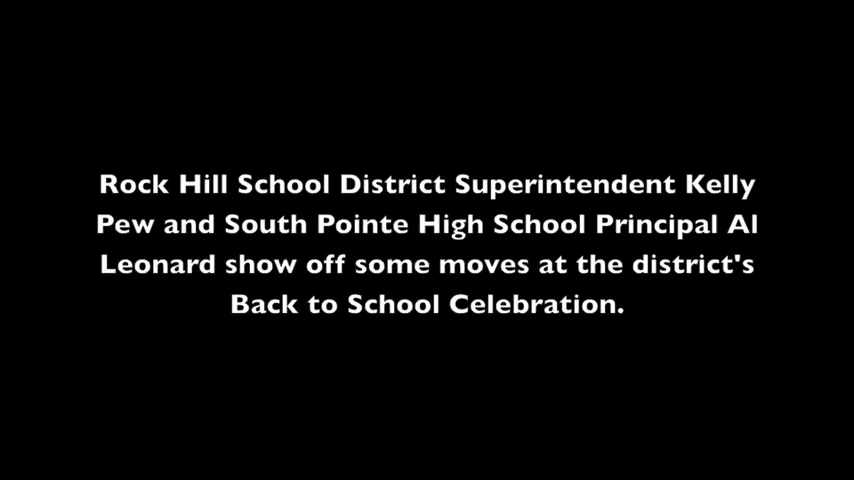 Rock Hill School District Superintendent Kelly
Pew and South Pointe High School Principal Al
Leonard show off some moves at the district's
Back to School Celebration.